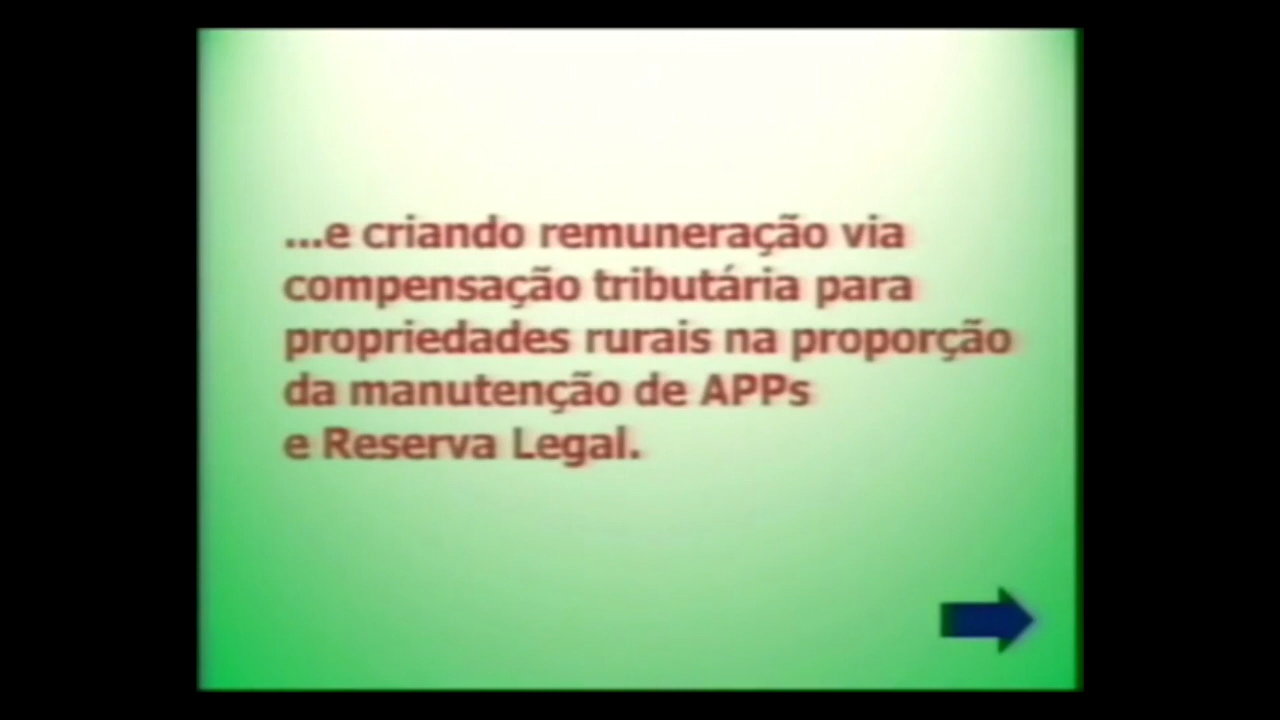 ...e criando remuneração via
compensação tributária para
propriedades rurais na proporção
da manutenção de APPs
e Reserva Legal.